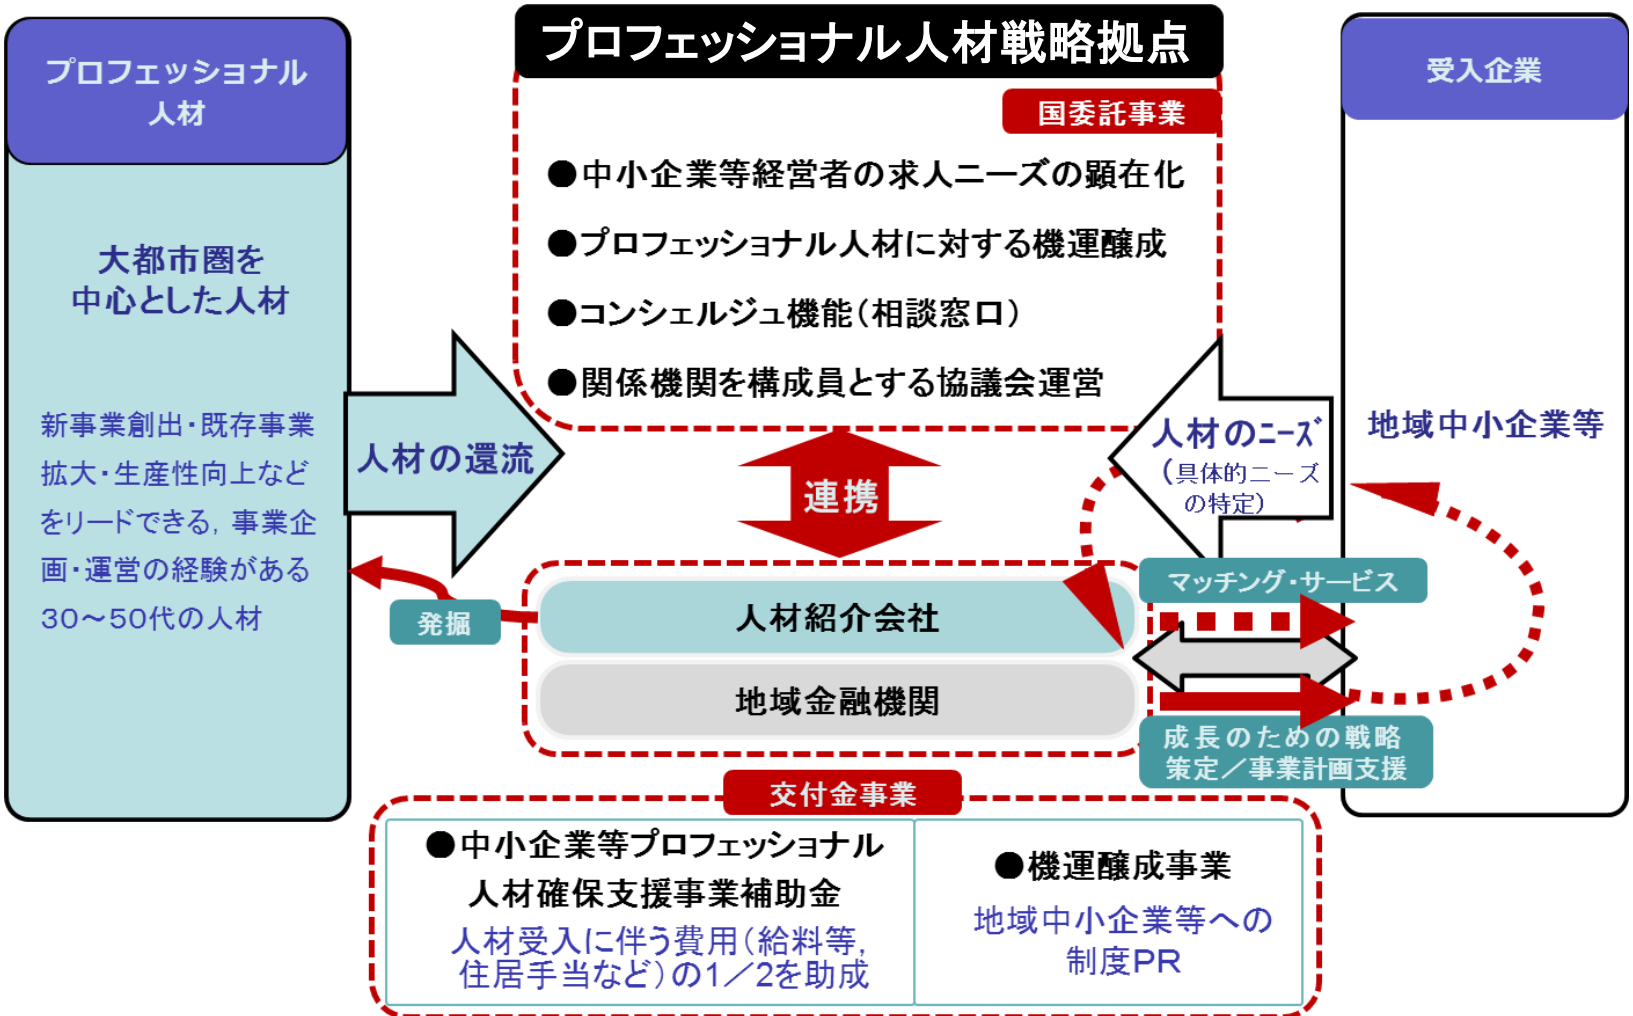 プロフェッショナル
人材
大都市圏を
中心とした人材
新事業創出・既存事業
拡大・生産性向上など
をリードできる，事業企
画・運営の経験がある
３０～５０代の人材
プロフェッショナル人材戦略拠点
国委託事業
●中小企業等経営者の求人ニーズの顕在化
●プロフェッショナル人材に対する機運醸成
●コンシェルジュ機能（相談窓口）
●関係機関を構成員とする協議会運営
受入企業
地域中小企業等
人材の還流
人材のﾆｰｽﾞ
（具体的ニーズ
の特定）
連携
発掘
人材紹介会社
地域金融機関
マッチング・サービス
成長のための戦略
策定／事業計画支援
交付金事業
●中小企業等プロフェッショナル
人材確保支援事業補助金
人材受入に伴う費用（給料等，
住居手当など）の１／２を助成
●機運醸成事業
地域中小企業等への
制度ＰＲ